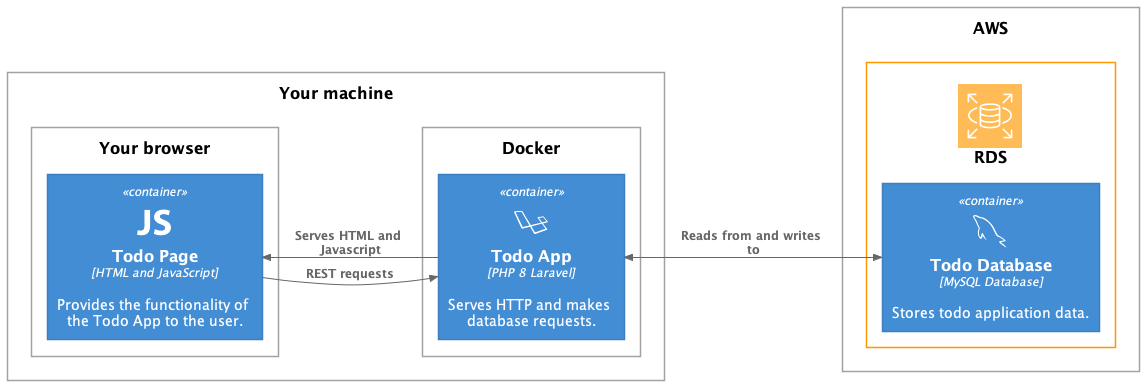 AWS
Your machine
RDS
Your browser
Docker
«container»
JS
Todo Page
[HTML and JavaScript]
Provides the functionality of
the Todo App to the user.
Serves HTML and
Javascript
REST requests
«container»
Todo App
[PHP 8 Laravel]
Serves HTTP and makes
database requests.
Reads from and writes
to
«container»
Todo Database
[MySQL Database]
Stores todo application data.